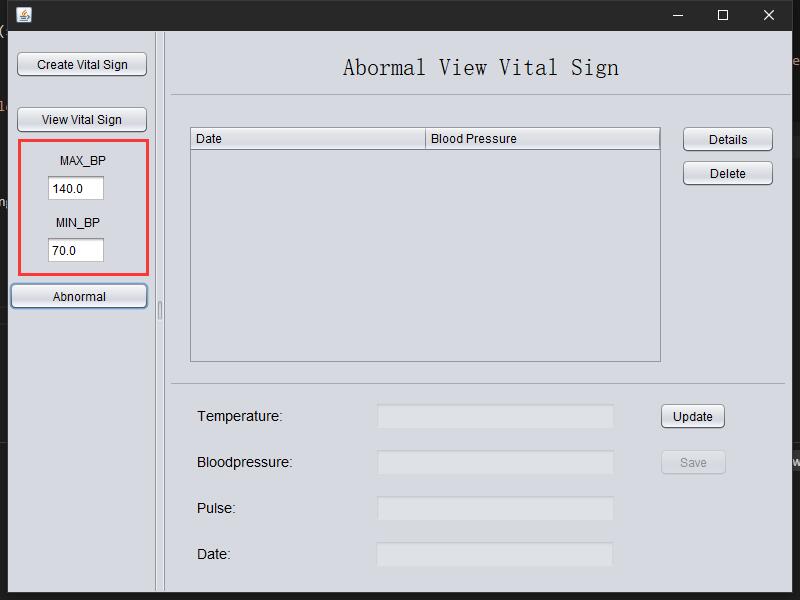 Create Vital Sign
View Vital Sign
MAX_BP
140.0
MIN_BP
70.0
Abnormal
Abormal View Vital Sign
Date Blood Pressure
Details
Delete
Temperature:
Update
Bloodpressure:
Save
Pulse:
Date: